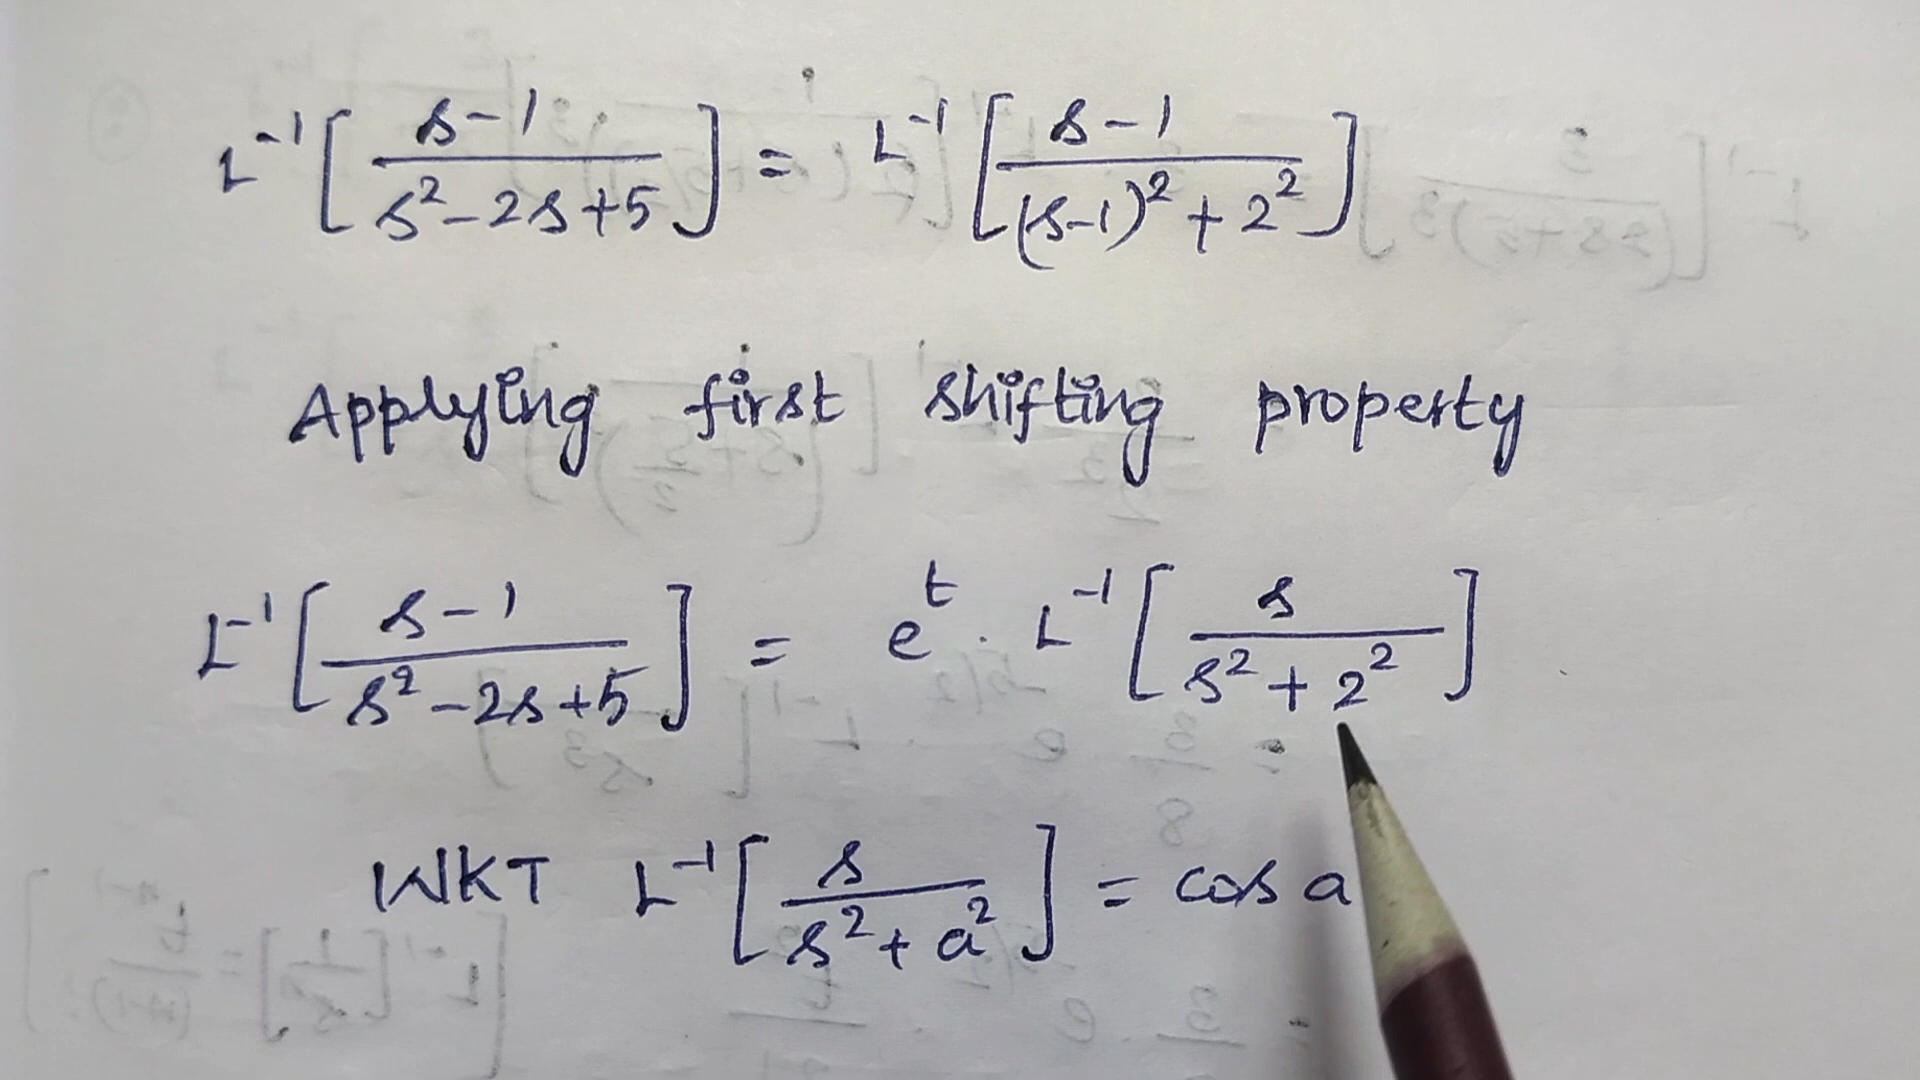 L⁻¹[(s-1)/(s²-2s+5)] = L⁻¹[(s-1)/((s-1)²+2²)]
Applying first shifting property
L⁻¹[(s-1)/(s²-2s+5)] = eᵗ. L⁻¹[s/(s²+2²)]
WKT L⁻¹[s/(s²+a²)] = cos a